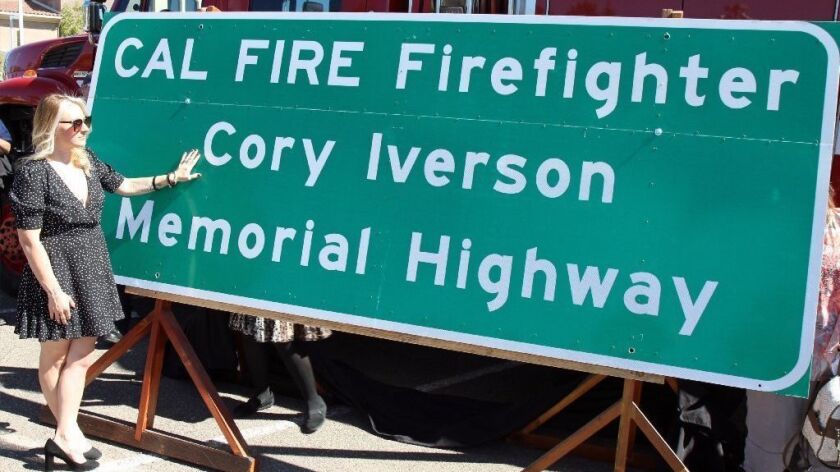 CAL FIRE Firefighter
Cory Iverson
Memorial Highway